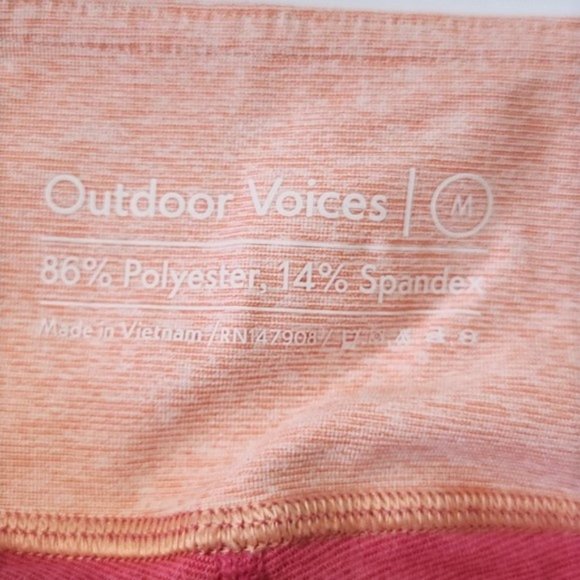 Outdoor Voices | M
86% Polyester, 14% Spandex
Made in Vietnam / RN147908 /